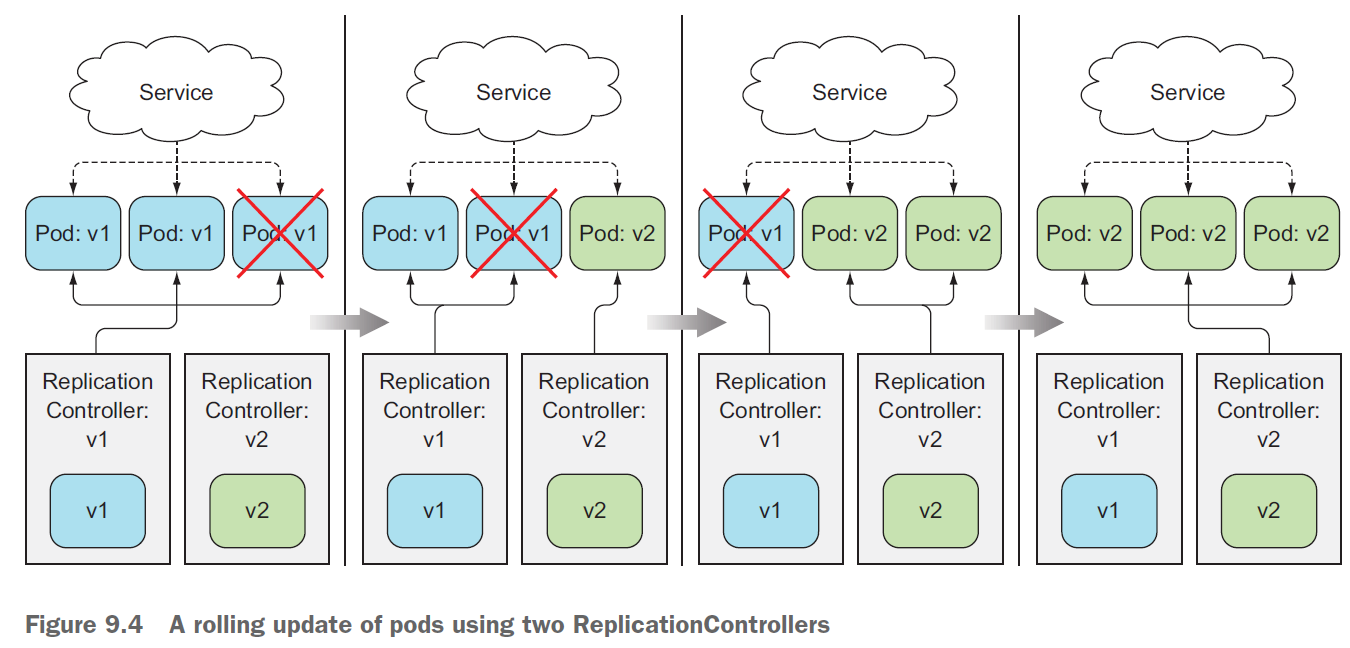 Service
Pod: v1
Pod: v1
Pod: v1
Replication
Controller:
v1
v1
Replication
Controller:
v2
v2
Service
Pod: v1
Pod: v1
Pod: v2
Replication
Controller:
v1
v1
Replication
Controller:
v2
v2
Service
Pod: v1
Pod: v2
Pod: v2
Replication
Controller:
v1
v1
Replication
Controller:
v2
v2
Service
Pod: v2
Pod: v2
Pod: v2
Replication
Controller:
v1
v1
Replication
Controller:
v2
v2
Figure 9.4 A rolling update of pods using two ReplicationControllers